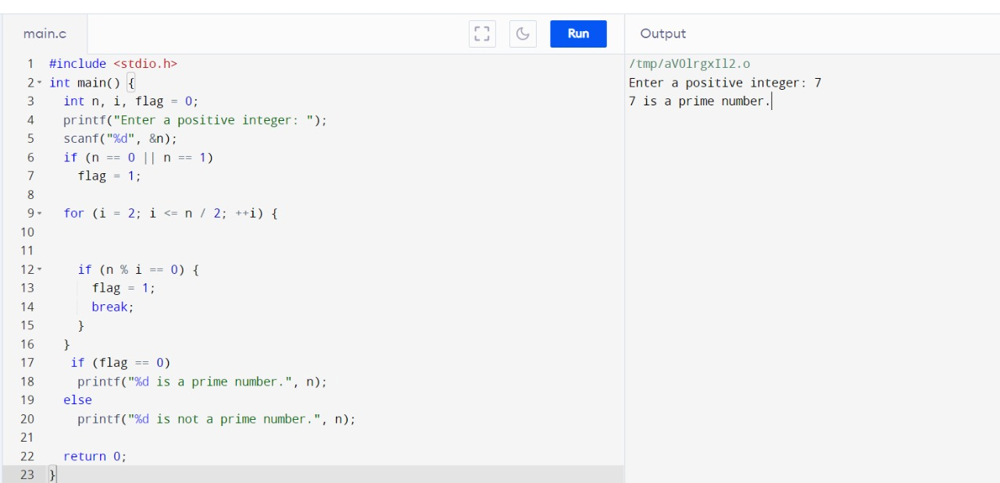 main.c
Run
Output
1 #include <stdio.h>
2 int main() {
3 int n, i, flag = 0;
4 printf("Enter a positive integer: ");
5 scanf("%d", &n);
6 if (n == 0 || n == 1)
7 flag = 1;
8
9 for (i = 2; i <= n / 2; ++i) {
10
11
12 if (n % i == 0) {
13 flag = 1;
14 break;
15 }
16 }
17 if (flag == 0)
18 printf("%d is a prime number.", n);
19 else
20 printf("%d is not a prime number.", n);
21
22 return 0;
23 }
/tmp/aV0lrgxIl2.o
Enter a positive integer: 7
7 is a prime number.